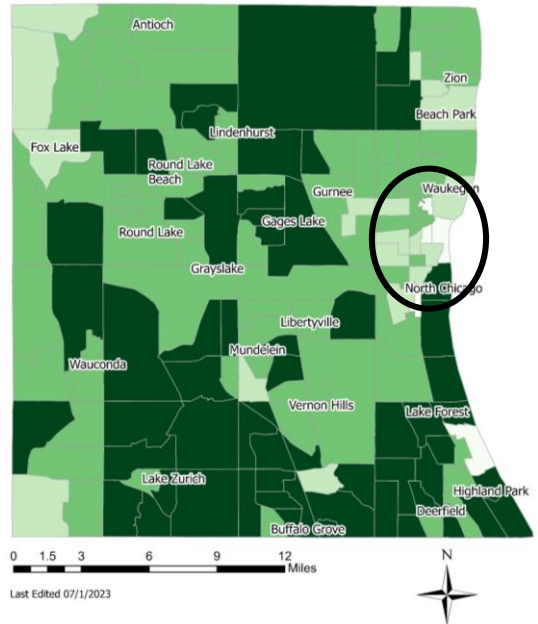 Antioch
Zion
Beach Park
Lindenhurst
Fox Lake
Round Lake
Beach
Gurnee
Waukegan
Gages Lake
Round Lake
Grayslake
North Chicago
Libertyville
Mundelein
Wauconda
Vernon Hills
Lake Forest
Lake Zurich
Highland Park
Deerfield
Buffalo Grove
0 1.5 3 6 9 12
Miles
N
Last Edited 07/1/2023